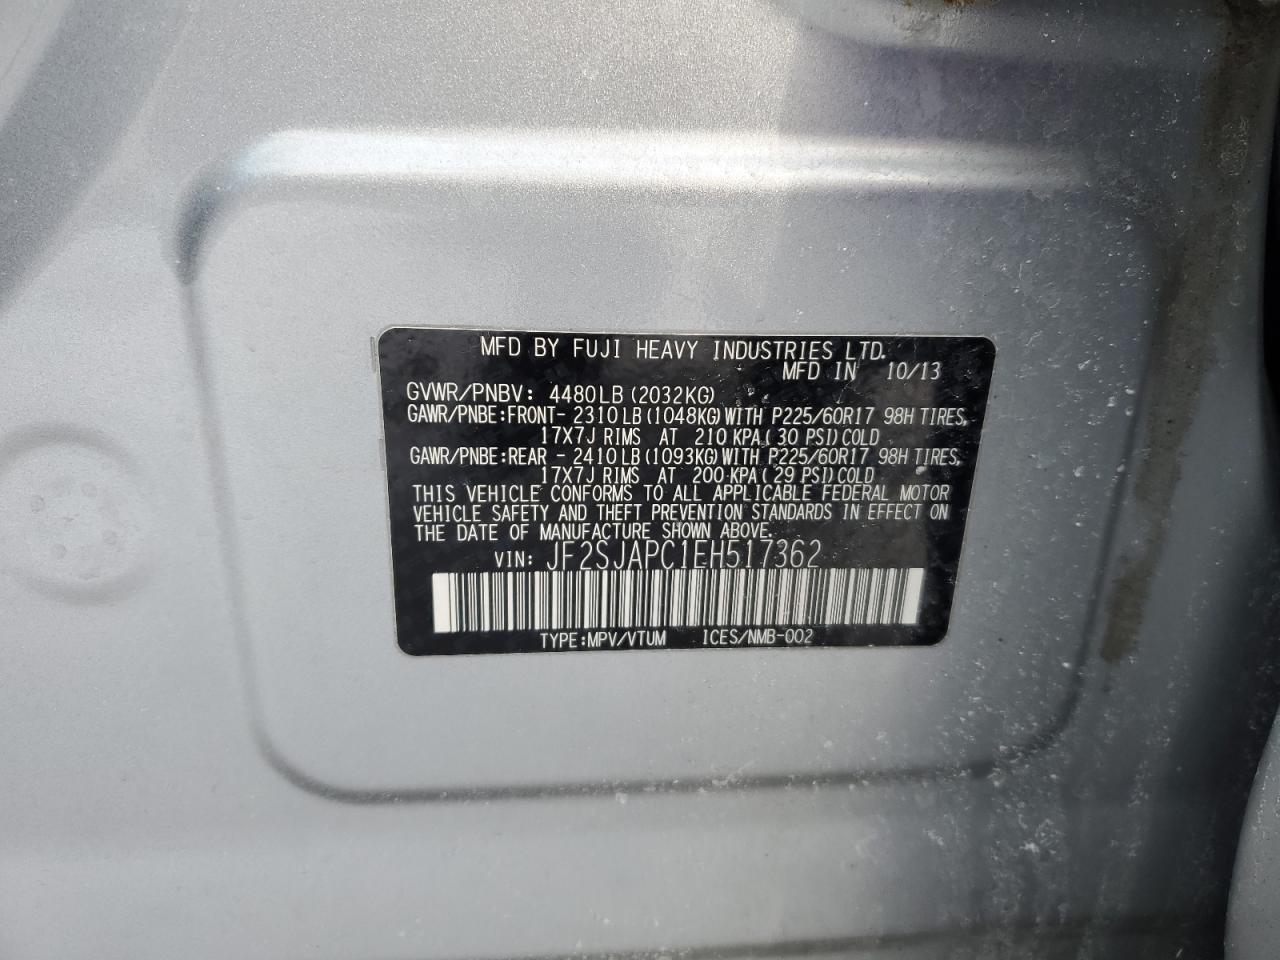 MFD BY FUJI HEAVY INDUSTRIES LTD.
MFD IN 10/13
GVWR/PNBV: 4480LB (2032KG)
GAWR/PNBE:FRONT- 2310LB (1048KG) WITH P225/60R17 98H TIRES,
17X7J RIMS AT 210 KPA( 30 PSI) COLD
GAWR/PNBE:REAR - 2410LB (1093KG) WITH P225/60R17 98H TIRES,
17X7J RIMS AT 200 KPA( 29 PSI) COLD
THIS VEHICLE CONFORMS TO ALL APPLICABLE FEDERAL MOTOR
VEHICLE SAFETY AND THEFT PREVENTION STANDARDS IN EFFECT ON
THE DATE OF MANUFACTURE SHOWN ABOVE.
VIN: JF2SJAPC1EH517362
TYPE:MPV/VTUM ICES/NMB-002